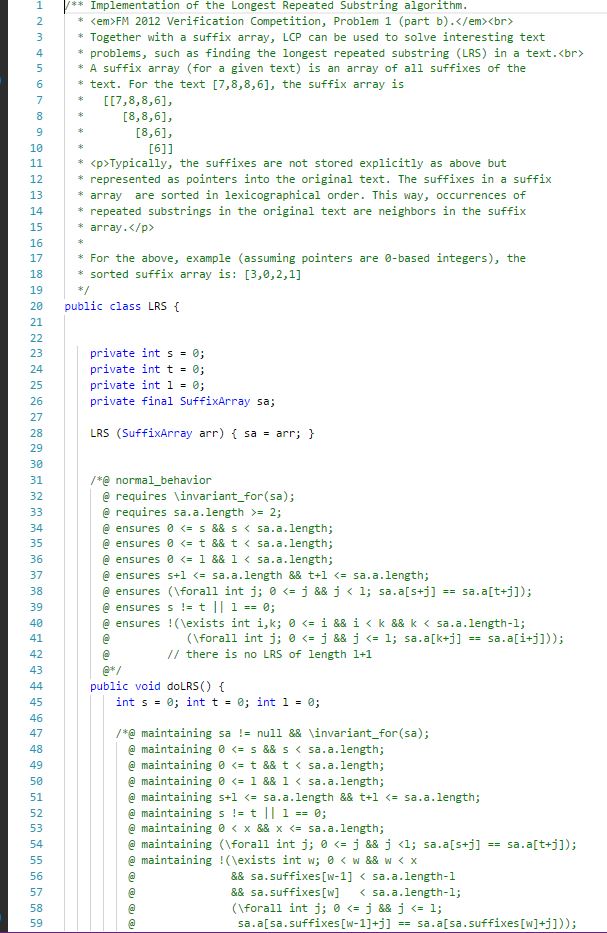 1 /** Implementation of the Longest Repeated Substring algorithm.
2  * <em>FM 2012 Verification Competition, Problem 1 (part b).</em><br>
3  * Together with a suffix array, LCP can be used to solve interesting text
4  * problems, such as finding the longest repeated substring (LRS) in a text.<br>
5  * A suffix array (for a given text) is an array of all suffixes of the
6  * text. For the text [7,8,8,6], the suffix array is
7  *   [[7,8,8,6],
8  *      [8,8,6],
9  *        [8,6],
10  *          [6]]
11  * <p>Typically, the suffixes are not stored explicitly as above but
12  * represented as pointers into the original text. The suffixes in a suffix
13  * array  are sorted in lexicographical order. This way, occurrences of
14  * repeated substrings in the original text are neighbors in the suffix
15  * array.</p>
16  *
17  * For the above, example (assuming pointers are 0-based integers), the
18  * sorted suffix array is: [3,0,2,1]
19  */
20 public class LRS {
21
22
23     private int s = 0;
24     private int t = 0;
25     private int l = 0;
26     private final SuffixArray sa;
27
28     LRS (SuffixArray arr) { sa = arr; }
29
30
31     /*@ normal_behavior
32       @ requires \invariant_for(sa);
33       @ requires sa.a.length >= 2;
34       @ ensures 0 <= s && s < sa.a.length;
35       @ ensures 0 <= t && t < sa.a.length;
36       @ ensures 0 <= l && l < sa.a.length;
37       @ ensures s+l <= sa.a.length && t+l <= sa.a.length;
38       @ ensures (\forall int j; 0 <= j && j < l; sa.a[s+j] == sa.a[t+j]);
39       @ ensures s != t || l == 0;
40       @ ensures !(\exists int i,k; 0 <= i && i < k && k < sa.a.length-l;
41       @            (\forall int j; 0 <= j && j <= l; sa.a[k+j] == sa.a[i+j]));
42       @         // there is no LRS of length l+1
43       @*/
44     public void doLRS() {
45         int s = 0; int t = 0; int l = 0;
46
47         /*@ maintaining sa != null && \invariant_for(sa);
48           @ maintaining 0 <= s && s < sa.a.length;
49           @ maintaining 0 <= t && t < sa.a.length;
50           @ maintaining 0 <= l && l < sa.a.length;
51           @ maintaining s+l <= sa.a.length && t+l <= sa.a.length;
52           @ maintaining s != t || l == 0;
53           @ maintaining 0 < x && x <= sa.a.length;
54           @ maintaining (\forall int j; 0 <= j && j <l; sa.a[s+j] == sa.a[t+j]);
55           @ maintaining !(\exists int w; 0 < w && w < x
56           @               && sa.suffixes[w-1] < sa.a.length-l
57           @               && sa.suffixes[w]   < sa.a.length-l;
58           @               (\forall int j; 0 <= j && j <= l;
59           @                sa.a[sa.suffixes[w-1]+j] == sa.a[sa.suffixes[w]+j]));